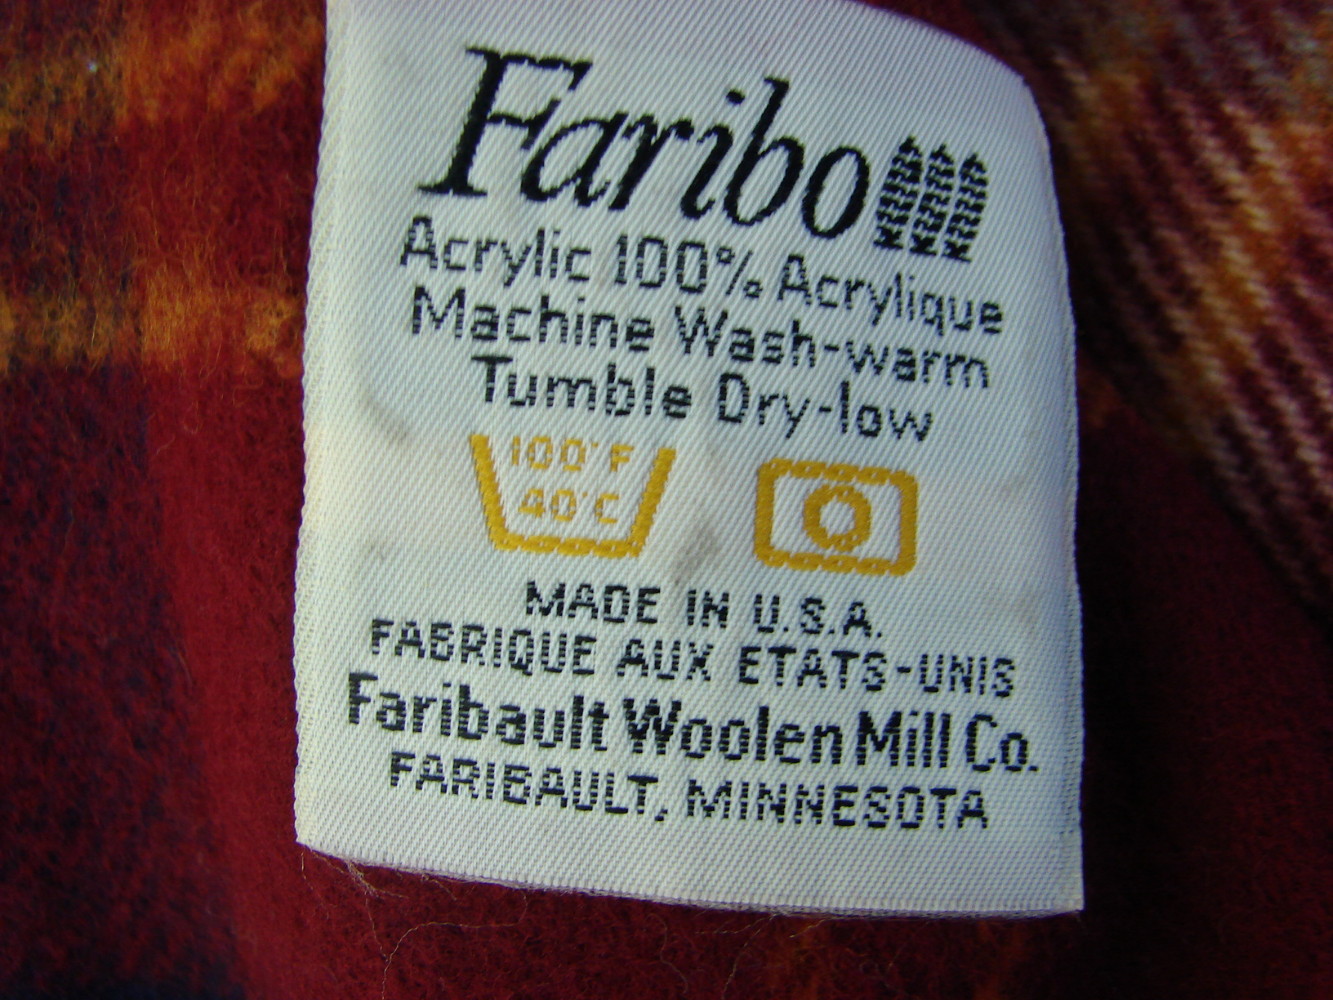 Faribo
Acrylic 100% Acrylique
Machine Wash-warm
Tumble Dry-low
100°F
40°C
MADE IN U.S.A.
FABRIQUE AUX ETATS-UNIS
Faribault Woolen Mill Co.
FARIBAULT, MINNESOTA